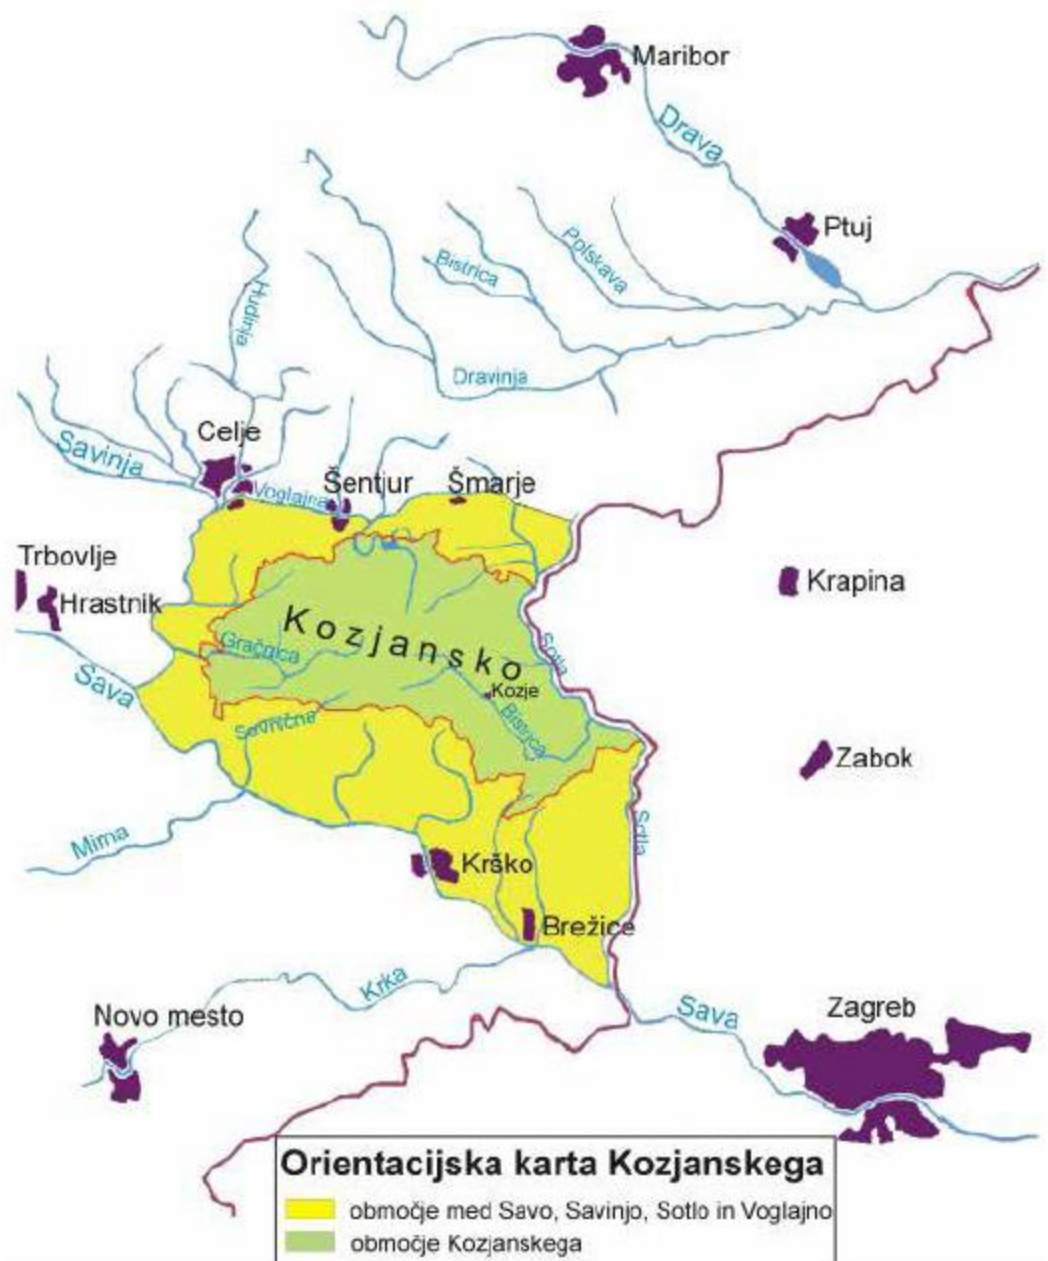 Maribor
Drava
Ptuj
Polskava
Bistrica
Hudinja
Dravinja
Celje
Savinja
Voglajna
Šentjur
Šmarje
Trbovlje
Hrastnik
Krapina
Kozjansko
Gračnica
Sotla
Sava
Kozje
Bistrica
Sevnična
Zabok
Mirna
Sotla
Krško
Brežice
Krka
Novo mesto
Sava
Zagreb
Orientacijska karta Kozjanskega
območje med Savo, Savinjo, Sotlo in Voglajno
območje Kozjanskega